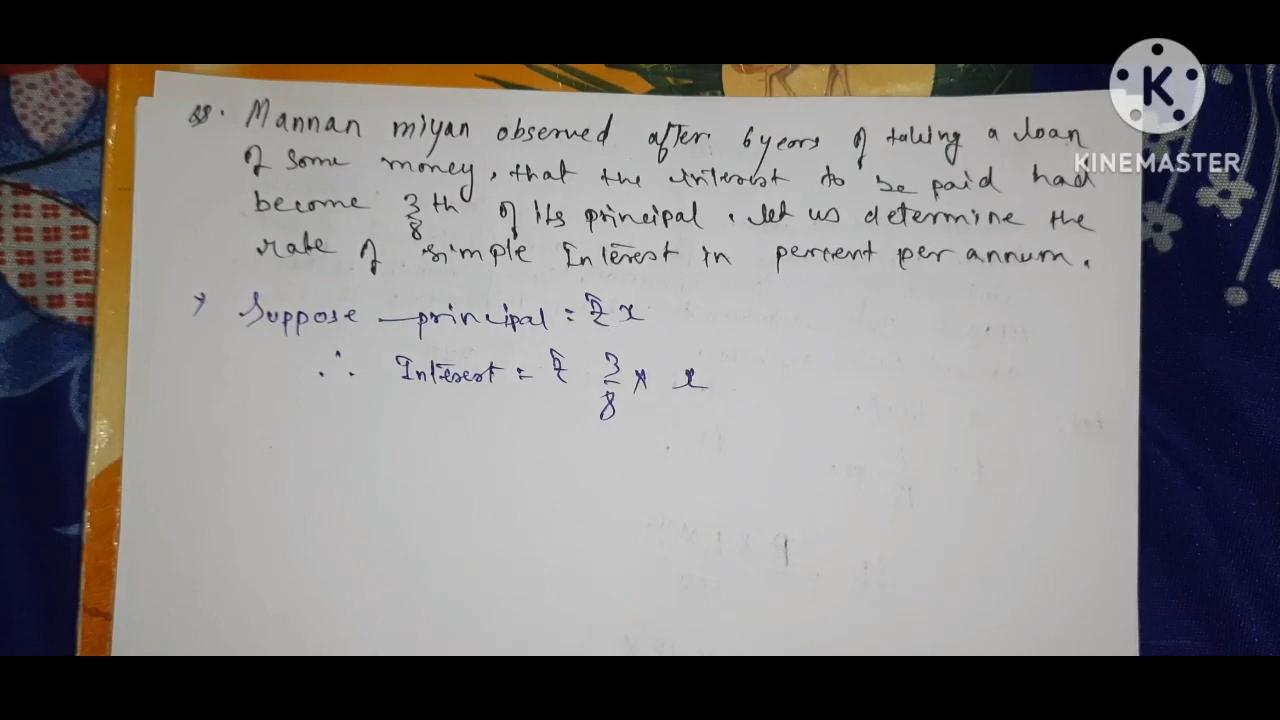 Q8. Mannan miyan observed after 6 years of taking a loan
of some money, that the interest to be paid had
become 3/8 th of its principal. Let us determine the
rate of simple Interest in percent per annum.
Suppose principal = ₹ x
∴ Interest = ₹ 3/8 × x
K
KINEMASTER